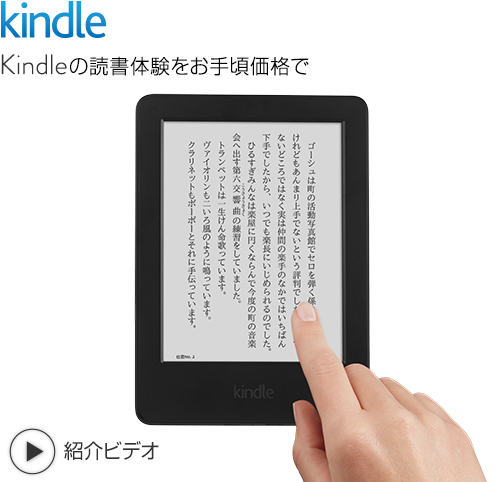 kindle
Kindleの読書体験をお手頃価格で
ゴーシュは町の活動写真館でセロを弾く係
けれどもあんまり上手でないという評判でし
ないどころではなく実は仲間の楽手のなかではいちばん
下手でしたから、いつでも楽長にいじめられるのでした。
ひるすぎみんなは楽屋に円くならんで今度の町の音楽
会へ出す第六交響曲の練習をしていました。
トランペットは一生けん命歌っています。
ヴァイオリンも二いろ風のように鳴っています。
クラリネットもボーボーとそれに手伝っています。
位置No. 2
kindle
紹介ビデオ